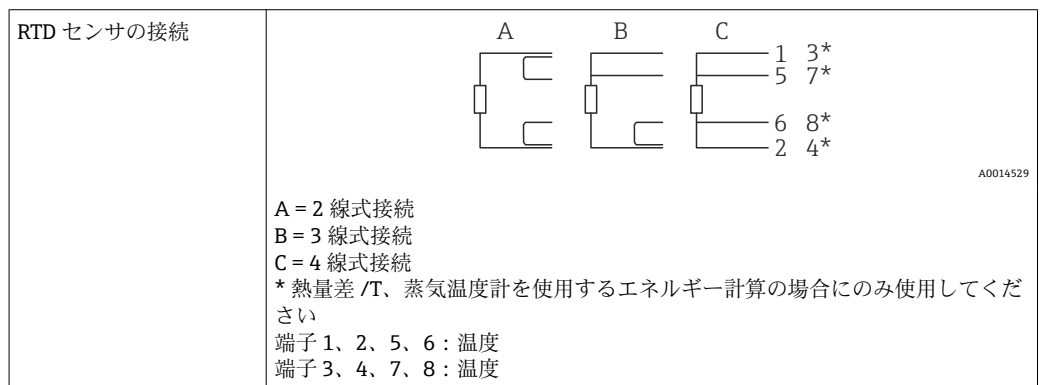 RTD センサの接続
A B C
1 3*
5 7*
6 8*
2 4*
A0014529
A = 2 線式接続
B = 3 線式接続
C = 4 線式接続
* 熱量差 /T、蒸気温度計を使用するエネルギー計算の場合にのみ使用してくだ
さい
端子 1、2、5、6 : 温度
端子 3、4、7、8 : 温度